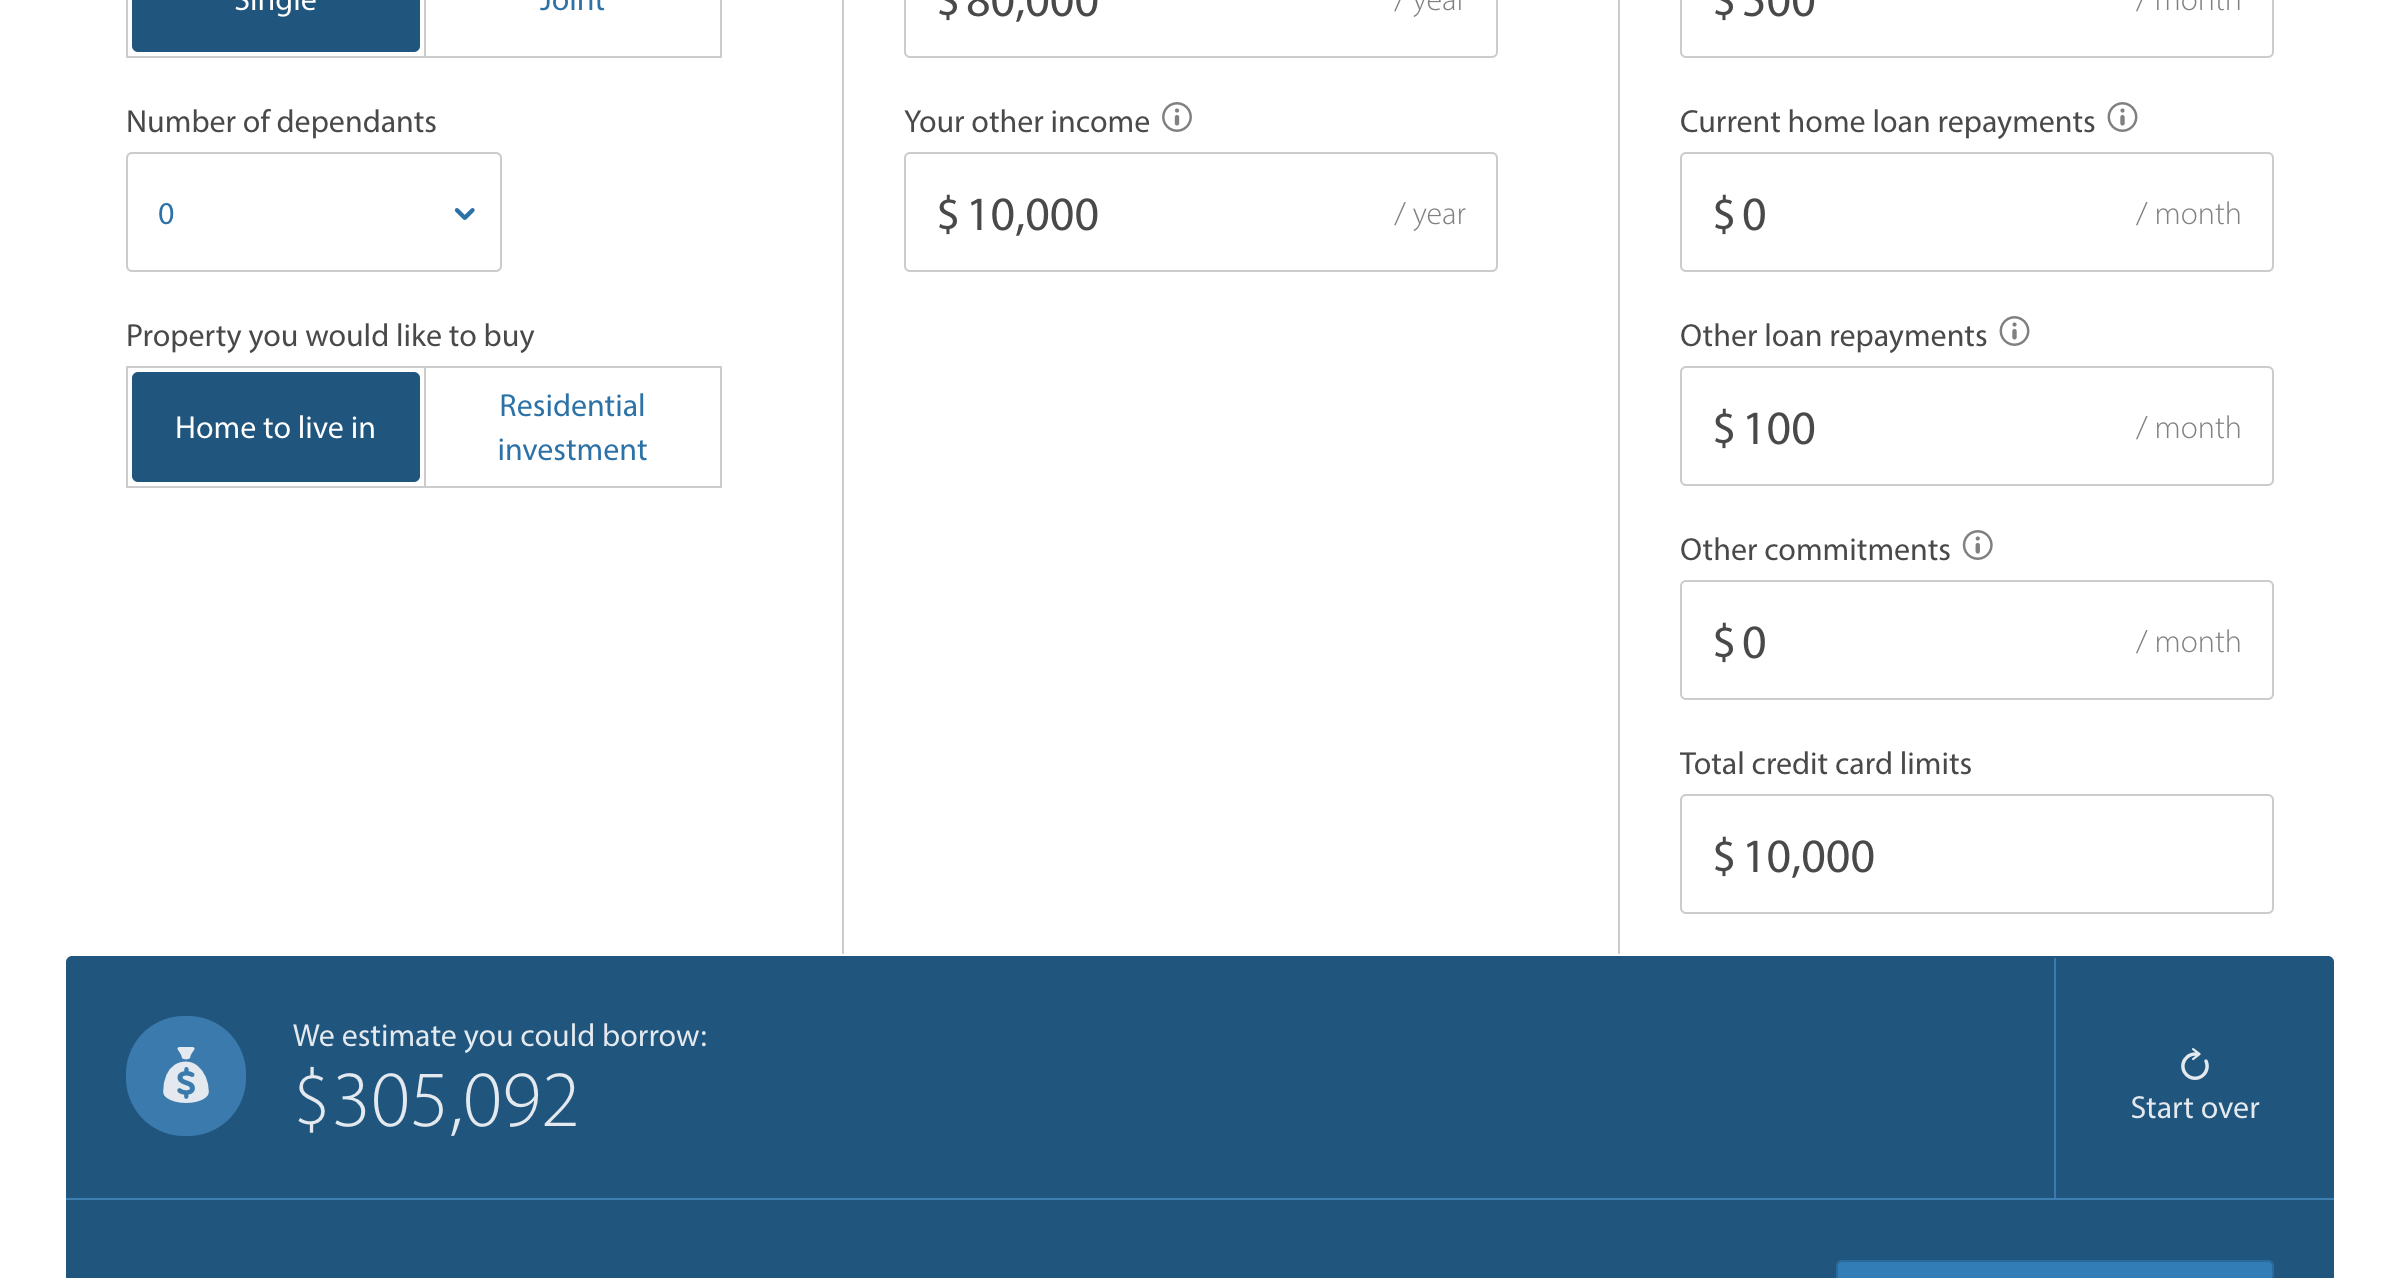 Single
Joint
$ 80,000
/ year
/ month
Number of dependants
0
Property you would like to buy
Home to live in
Residential
investment
Your other income
$ 10,000
/ year
Current home loan repayments
$ 0
/ month
Other loan repayments
$ 100
/ month
Other commitments
$ 0
/ month
Total credit card limits
$ 10,000
We estimate you could borrow:
$305,092
Start over